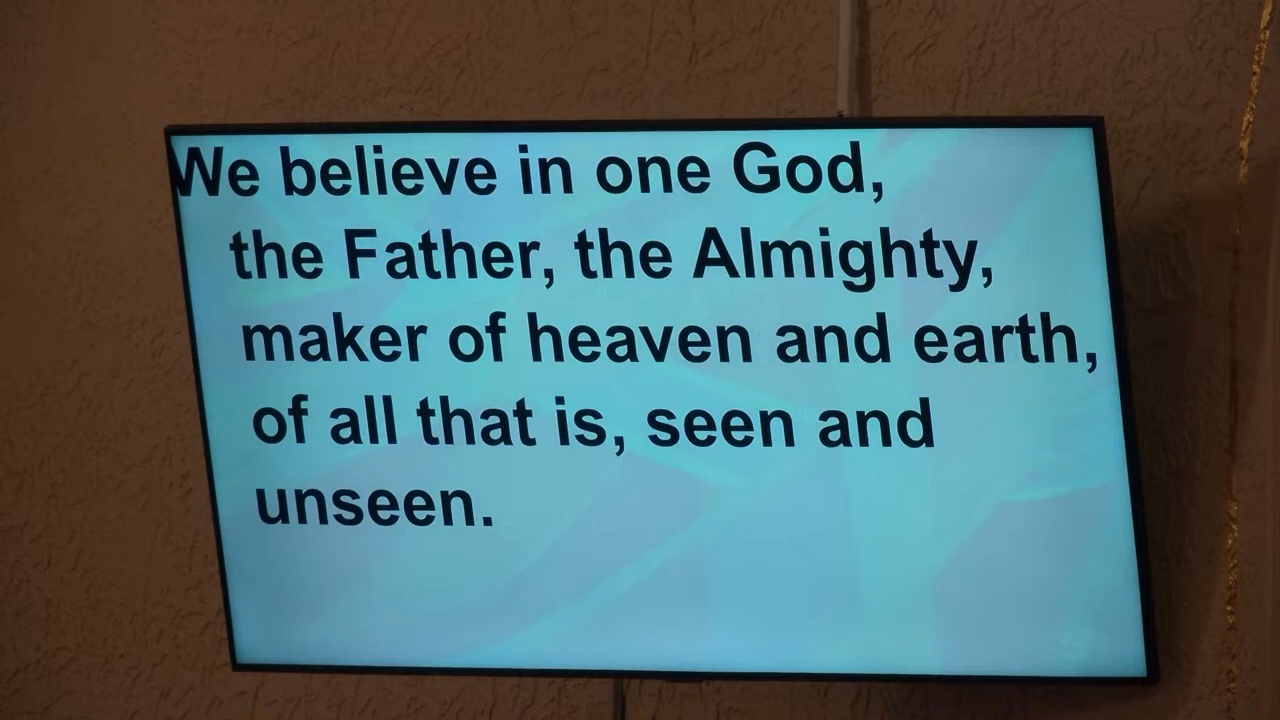 We believe in one God,
the Father, the Almighty,
maker of heaven and earth,
of all that is, seen and
unseen.